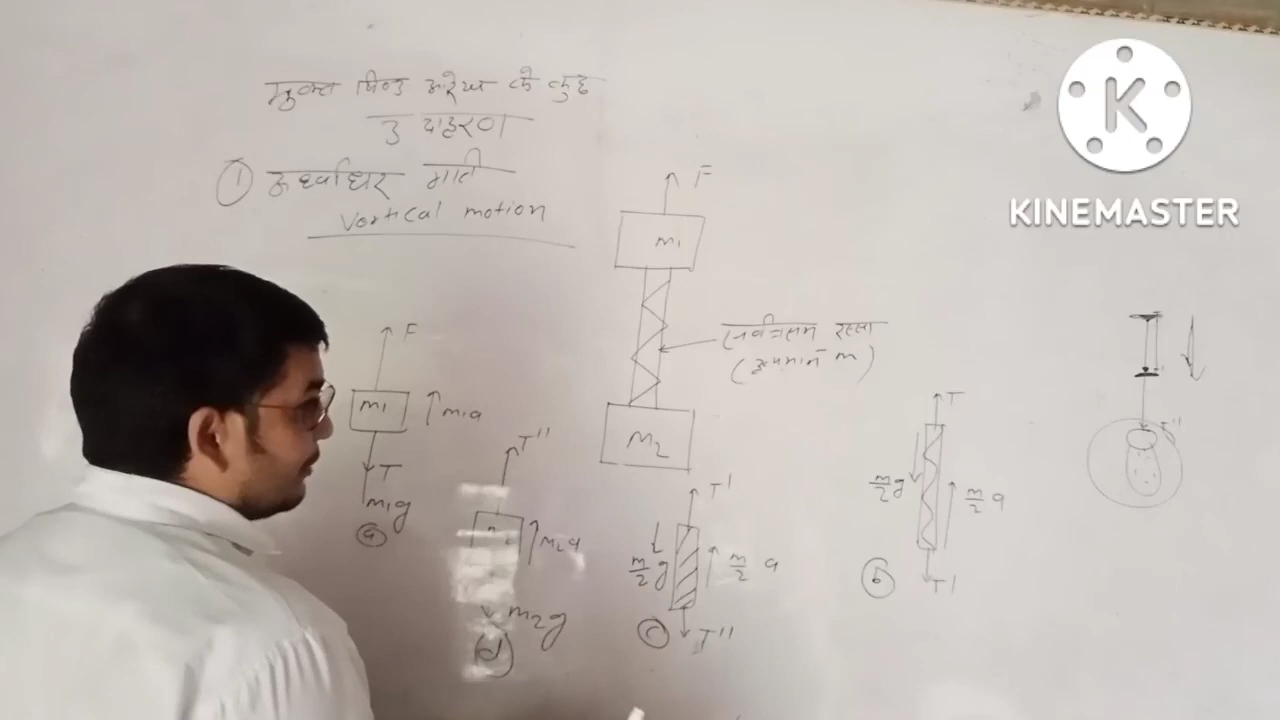 मुक्त पिण्ड आरेख के कुछ
उदाहरण
① ऊर्ध्वाधर गति
Vertical motion
F
m₁
रस्सा
(द्रव्यमान m)
M₂
F
m₁
m₁a
T
m₁g
(a)
T''
m₂a
m₂g
(d)
T'
m/2 g
m/2 a
T''
(c)
T
m/2 g
m/2 a
T'
(b)
K
KINEMASTER